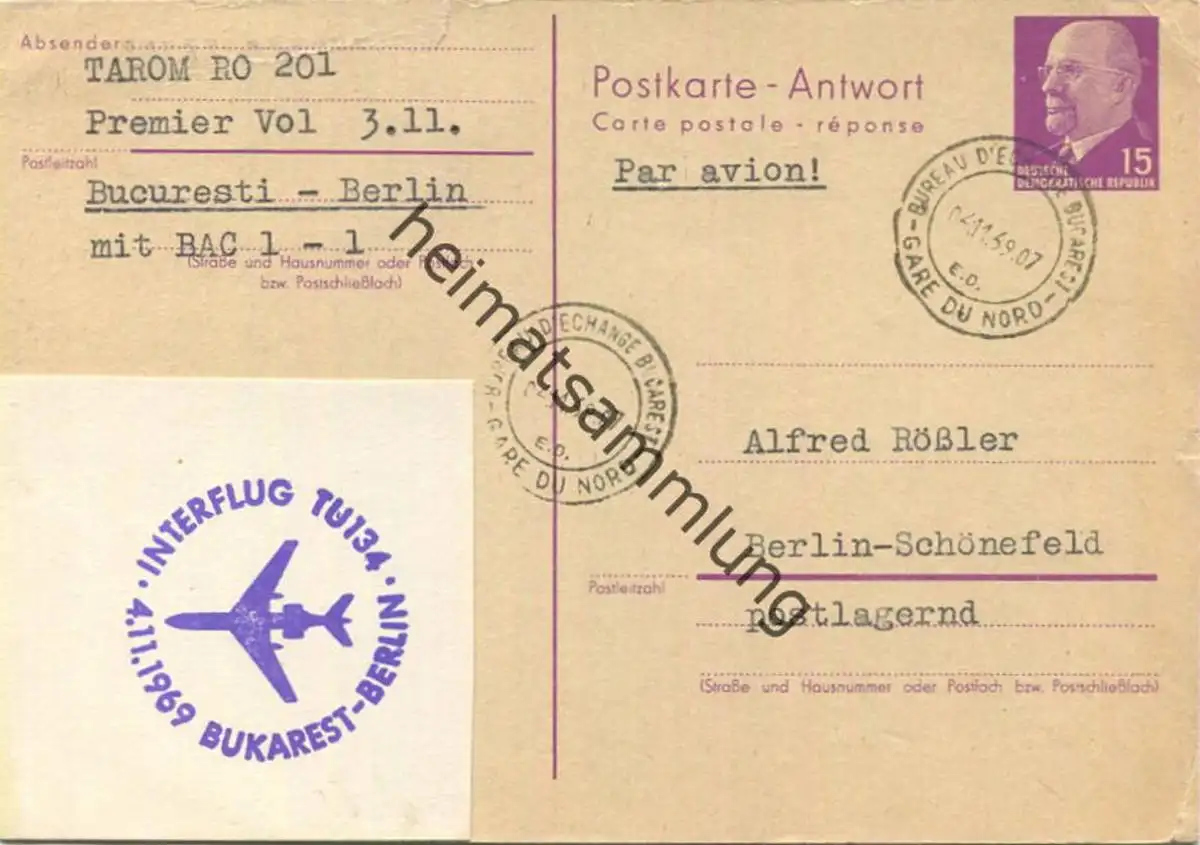 Absender
TAROM RO 201
Premier Vol 3.11.
Postleitzahl
Bucuresti - Berlin
mit BAC 1 - 1
(Straße und Hausnummer oder Postfach
bzw. Postschließfach)
Postkarte - Antwort
Carte postale - réponse
Par avion!
15
DEUTSCHE
DEMOKRATISCHE REPUBLIK
BUREAU D'ECHANGE BUCAREST
- GARE DU NORD -
04.11.69.07
E.D.
D'ECHANGE BUCAREST
- GARE DU NORD
E.D.
heimatsammlung
Alfred Rößler
Berlin-Schönefeld
Postleitzahl
postlagernd
(Straße und Hausnummer oder Postfach bzw. Postschließfach)
· INTERFLUG TU134 ·
4.11.1969 BUKAREST-BERLIN